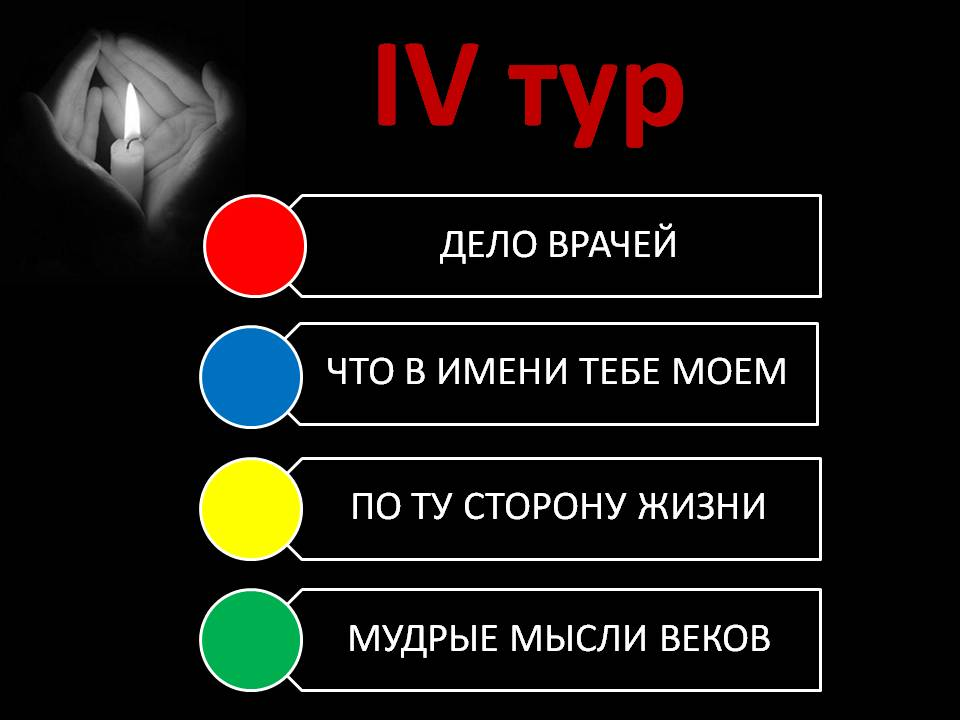 IV тур
ДЕЛО ВРАЧЕЙ
ЧТО В ИМЕНИ ТЕБЕ МОЕМ
ПО ТУ СТОРОНУ ЖИЗНИ
МУДРЫЕ МЫСЛИ ВЕКОВ